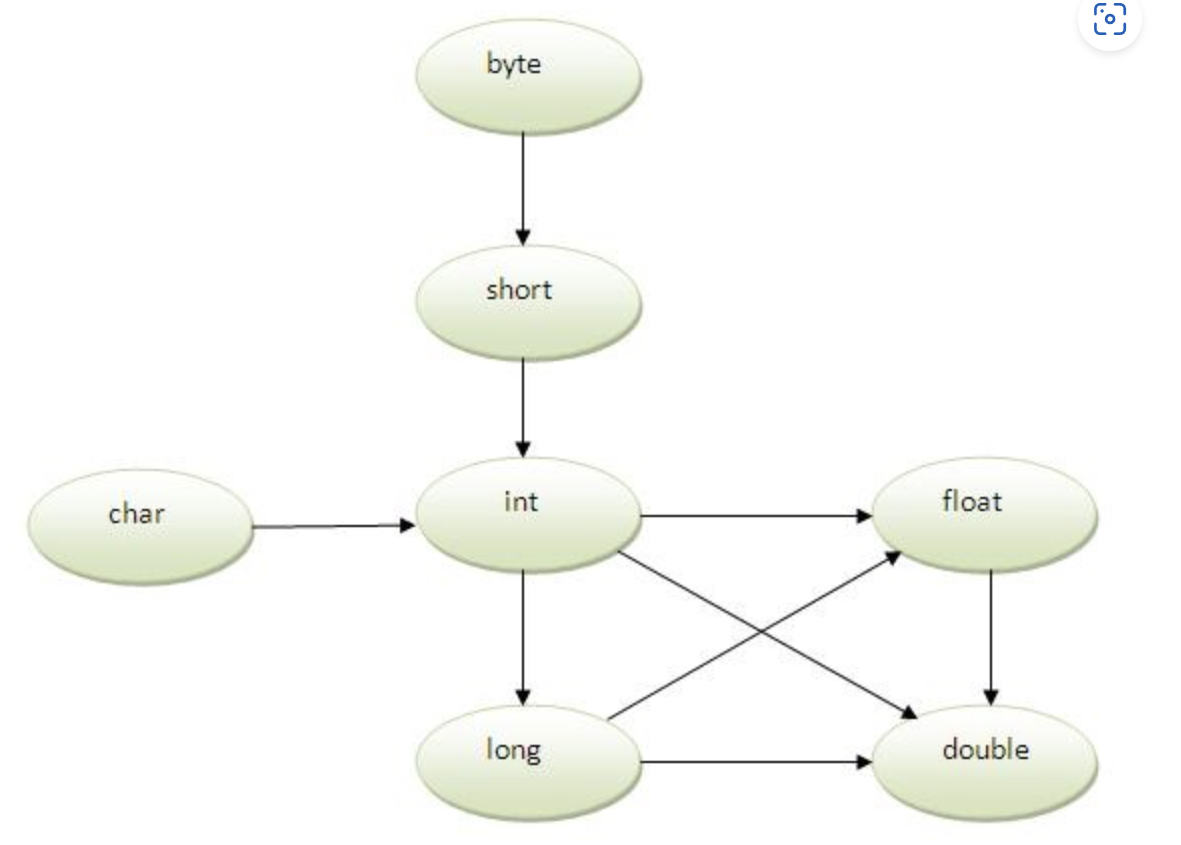 byte
short
char
int
float
long
double